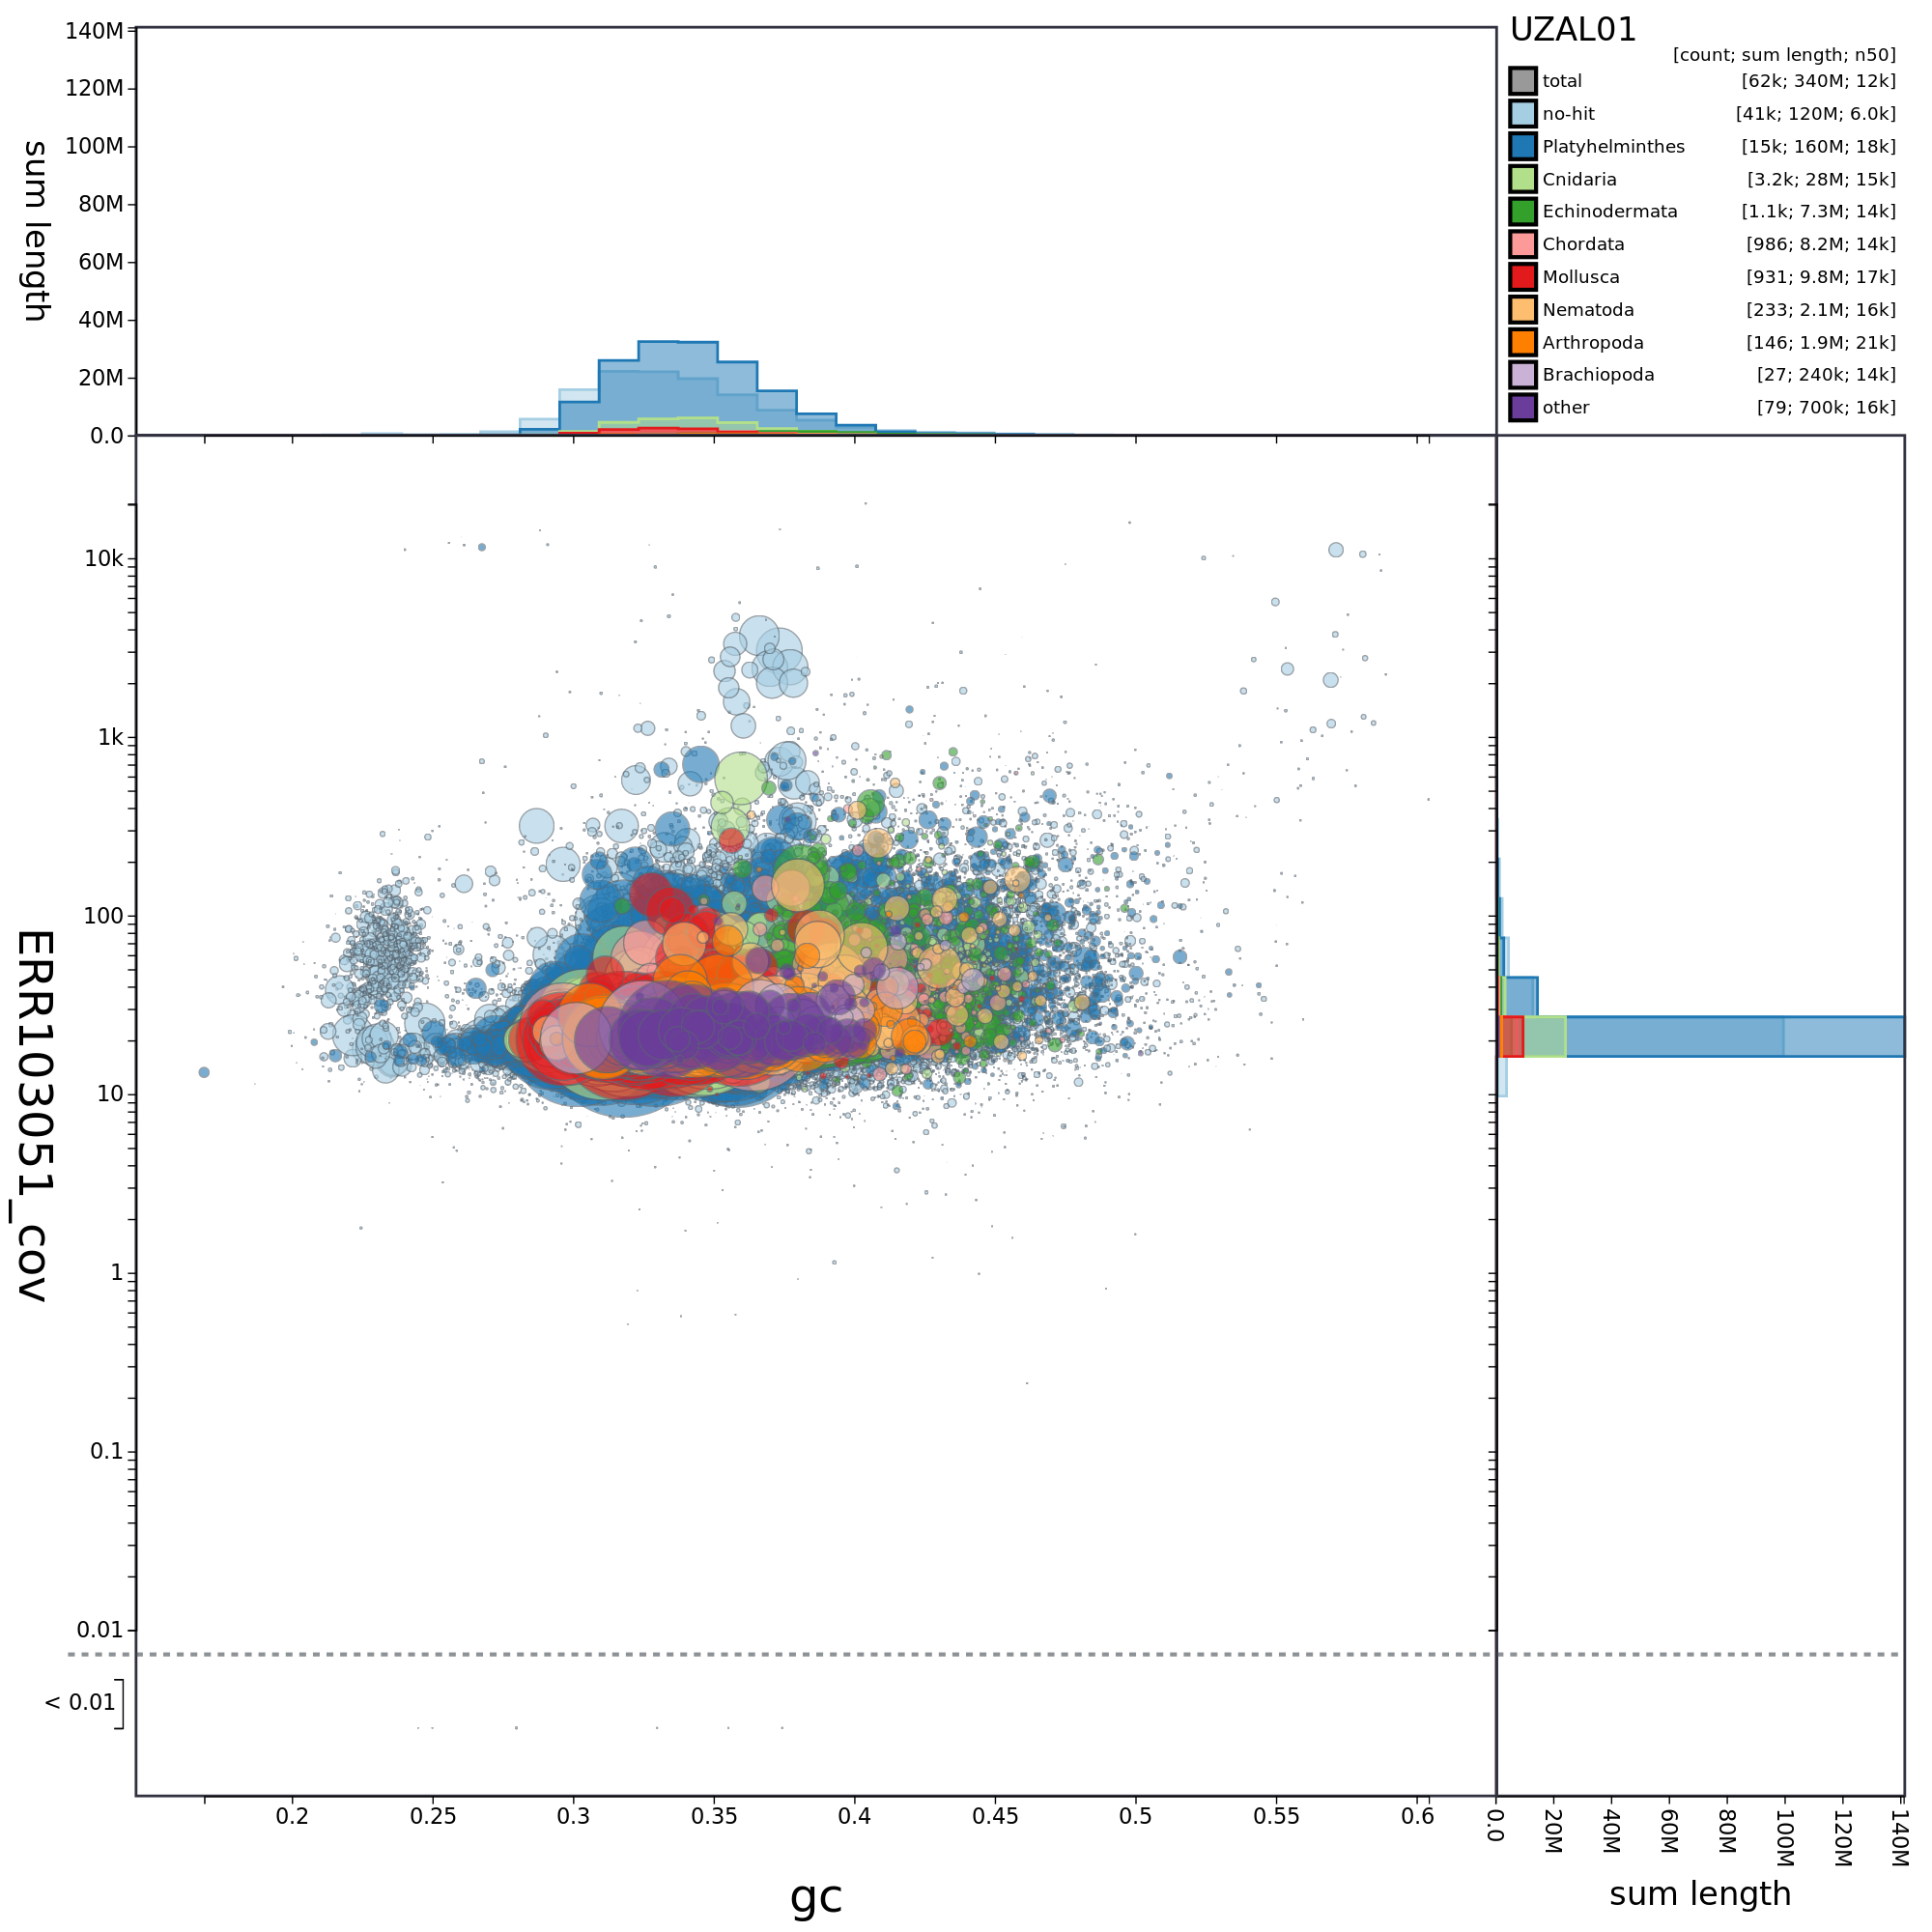 UZAL01
[count; sum length; n50]
total [62k; 340M; 12k]
no-hit [41k; 120M; 6.0k]
Platyhelminthes [15k; 160M; 18k]
Cnidaria [3.2k; 28M; 15k]
Echinodermata [1.1k; 7.3M; 14k]
Chordata [986; 8.2M; 14k]
Mollusca [931; 9.8M; 17k]
Nematoda [233; 2.1M; 16k]
Arthropoda [146; 1.9M; 21k]
Brachiopoda [27; 240k; 14k]
other [79; 700k; 16k]
140M
120M
100M
80M
60M
40M
20M
0.0
sum length
10k
1k
100
10
1
0.1
0.01
< 0.01
ERR103051_cov
0.2 0.25 0.3 0.35 0.4 0.45 0.5 0.55 0.6
gc
0.0 20M 40M 60M 80M 100M 120M 140M
sum length